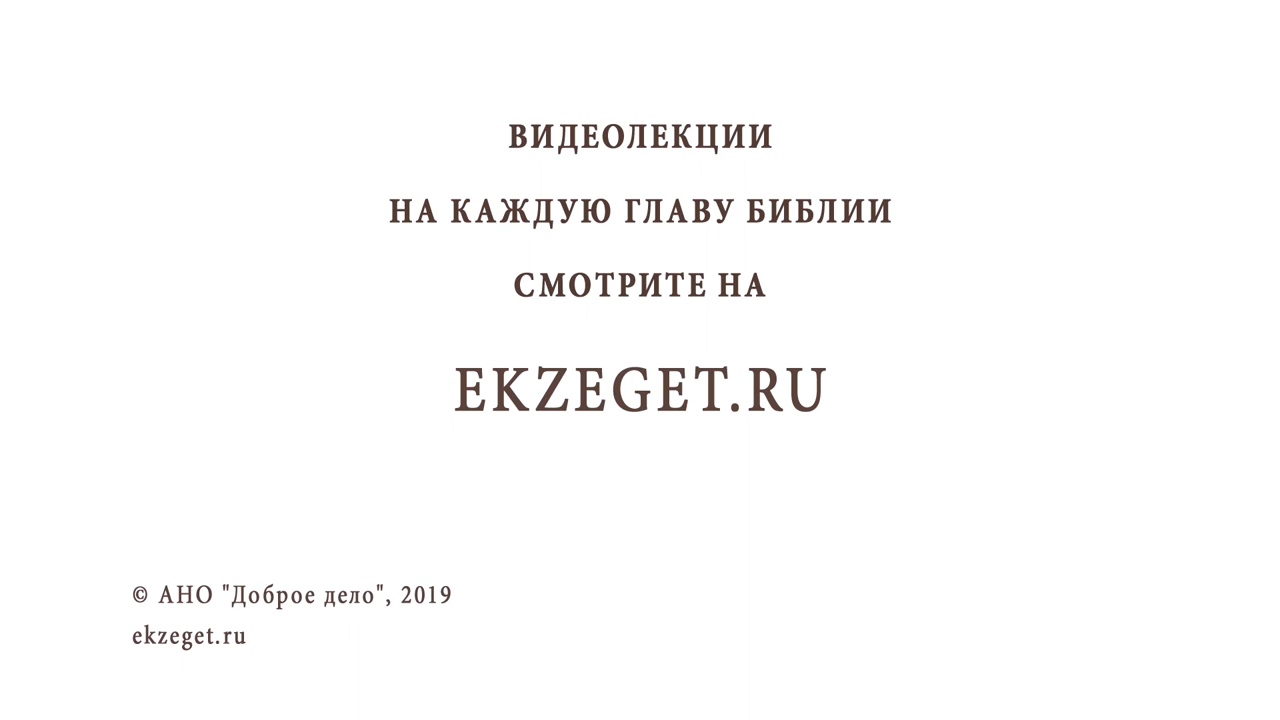 ВИДЕОЛЕКЦИИ
НА КАЖДУЮ ГЛАВУ БИБЛИИ
СМОТРИТЕ НА
EKZEGET.RU
© АНО "Доброе дело", 2019
ekzeget.ru